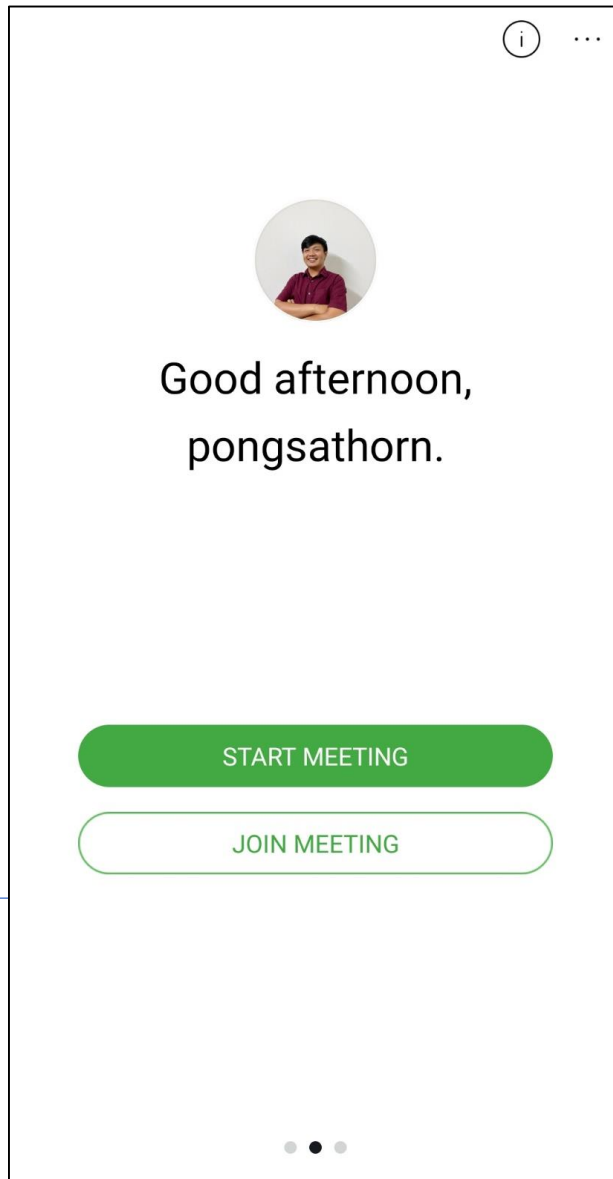 i ...
Good afternoon,
pongsathorn.
START MEETING
JOIN MEETING